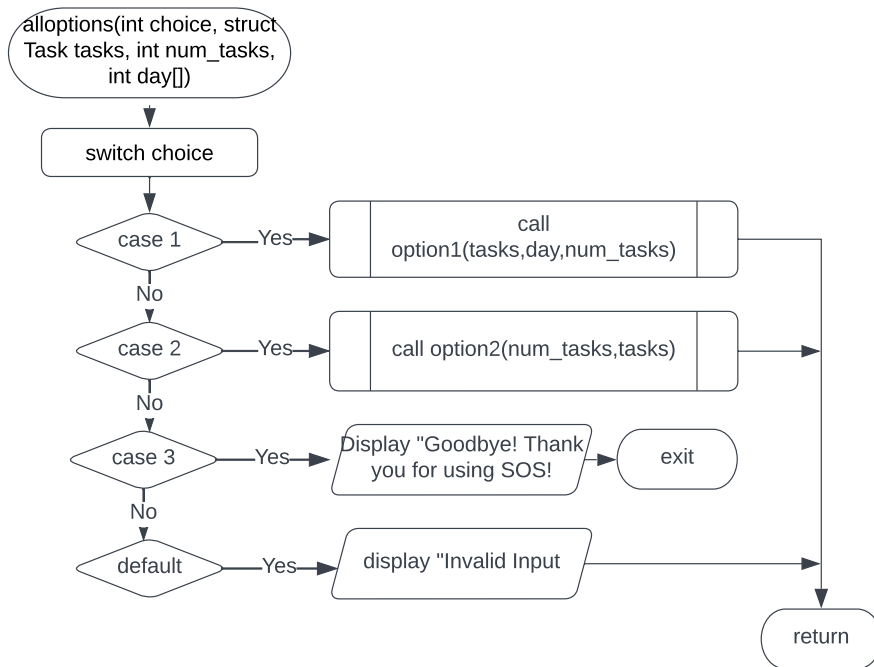 alloptions(int choice, struct
Task tasks, int num_tasks,
int day[])
switch choice
case 1
Yes
call
option1(tasks,day,num_tasks)
No
case 2
Yes
call option2(num_tasks,tasks)
No
case 3
Yes
Display "Goodbye! Thank
you for using SOS!
exit
No
default
Yes
display "Invalid Input
return